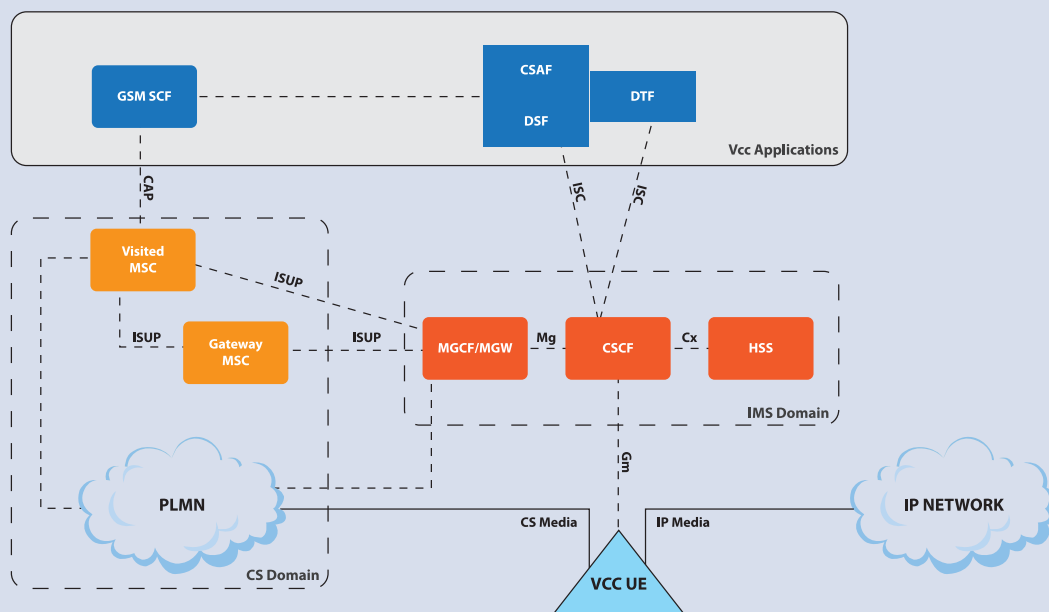 CSAF
GSM SCF
DTF
DSF
Vcc Applications
CAP
ISC
ISC
Visited
MSC
ISUP
ISUP
Gateway
MSC
ISUP
MGCF/MGW
Mg
CSCF
Cx
HSS
IMS Domain
Gm
PLMN
IP NETWORK
CS Media
IP Media
CS Domain
VCC UE